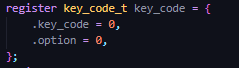 register key_code_t key_code = {
    .key_code = 0,
    .option = 0,
};